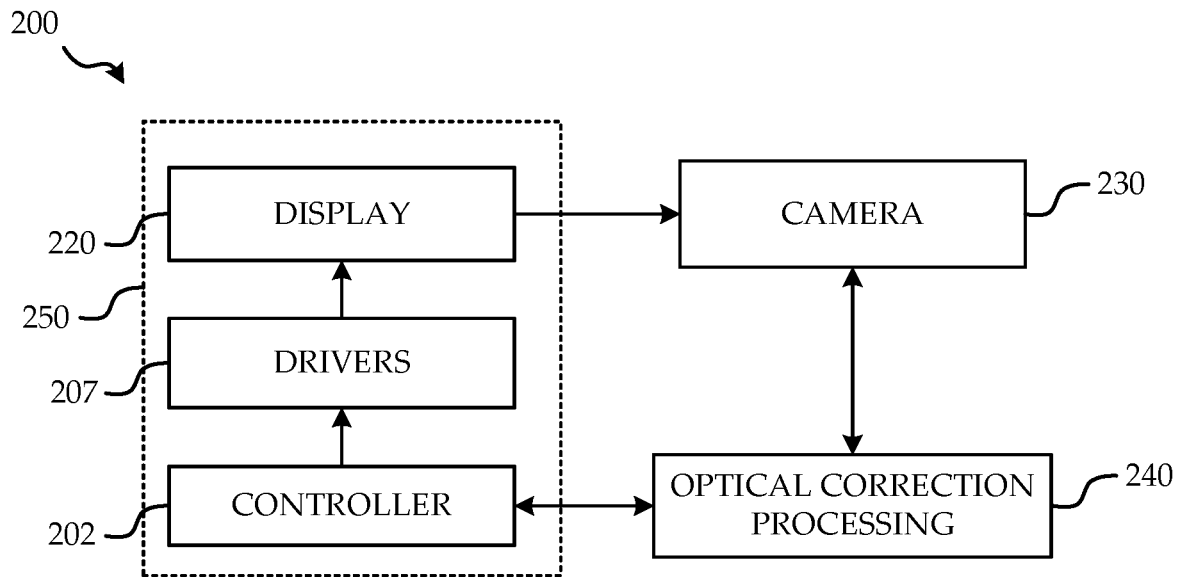 200
DISPLAY
CAMERA
230
220
250
DRIVERS
207
CONTROLLER
OPTICAL CORRECTION
PROCESSING
240
202